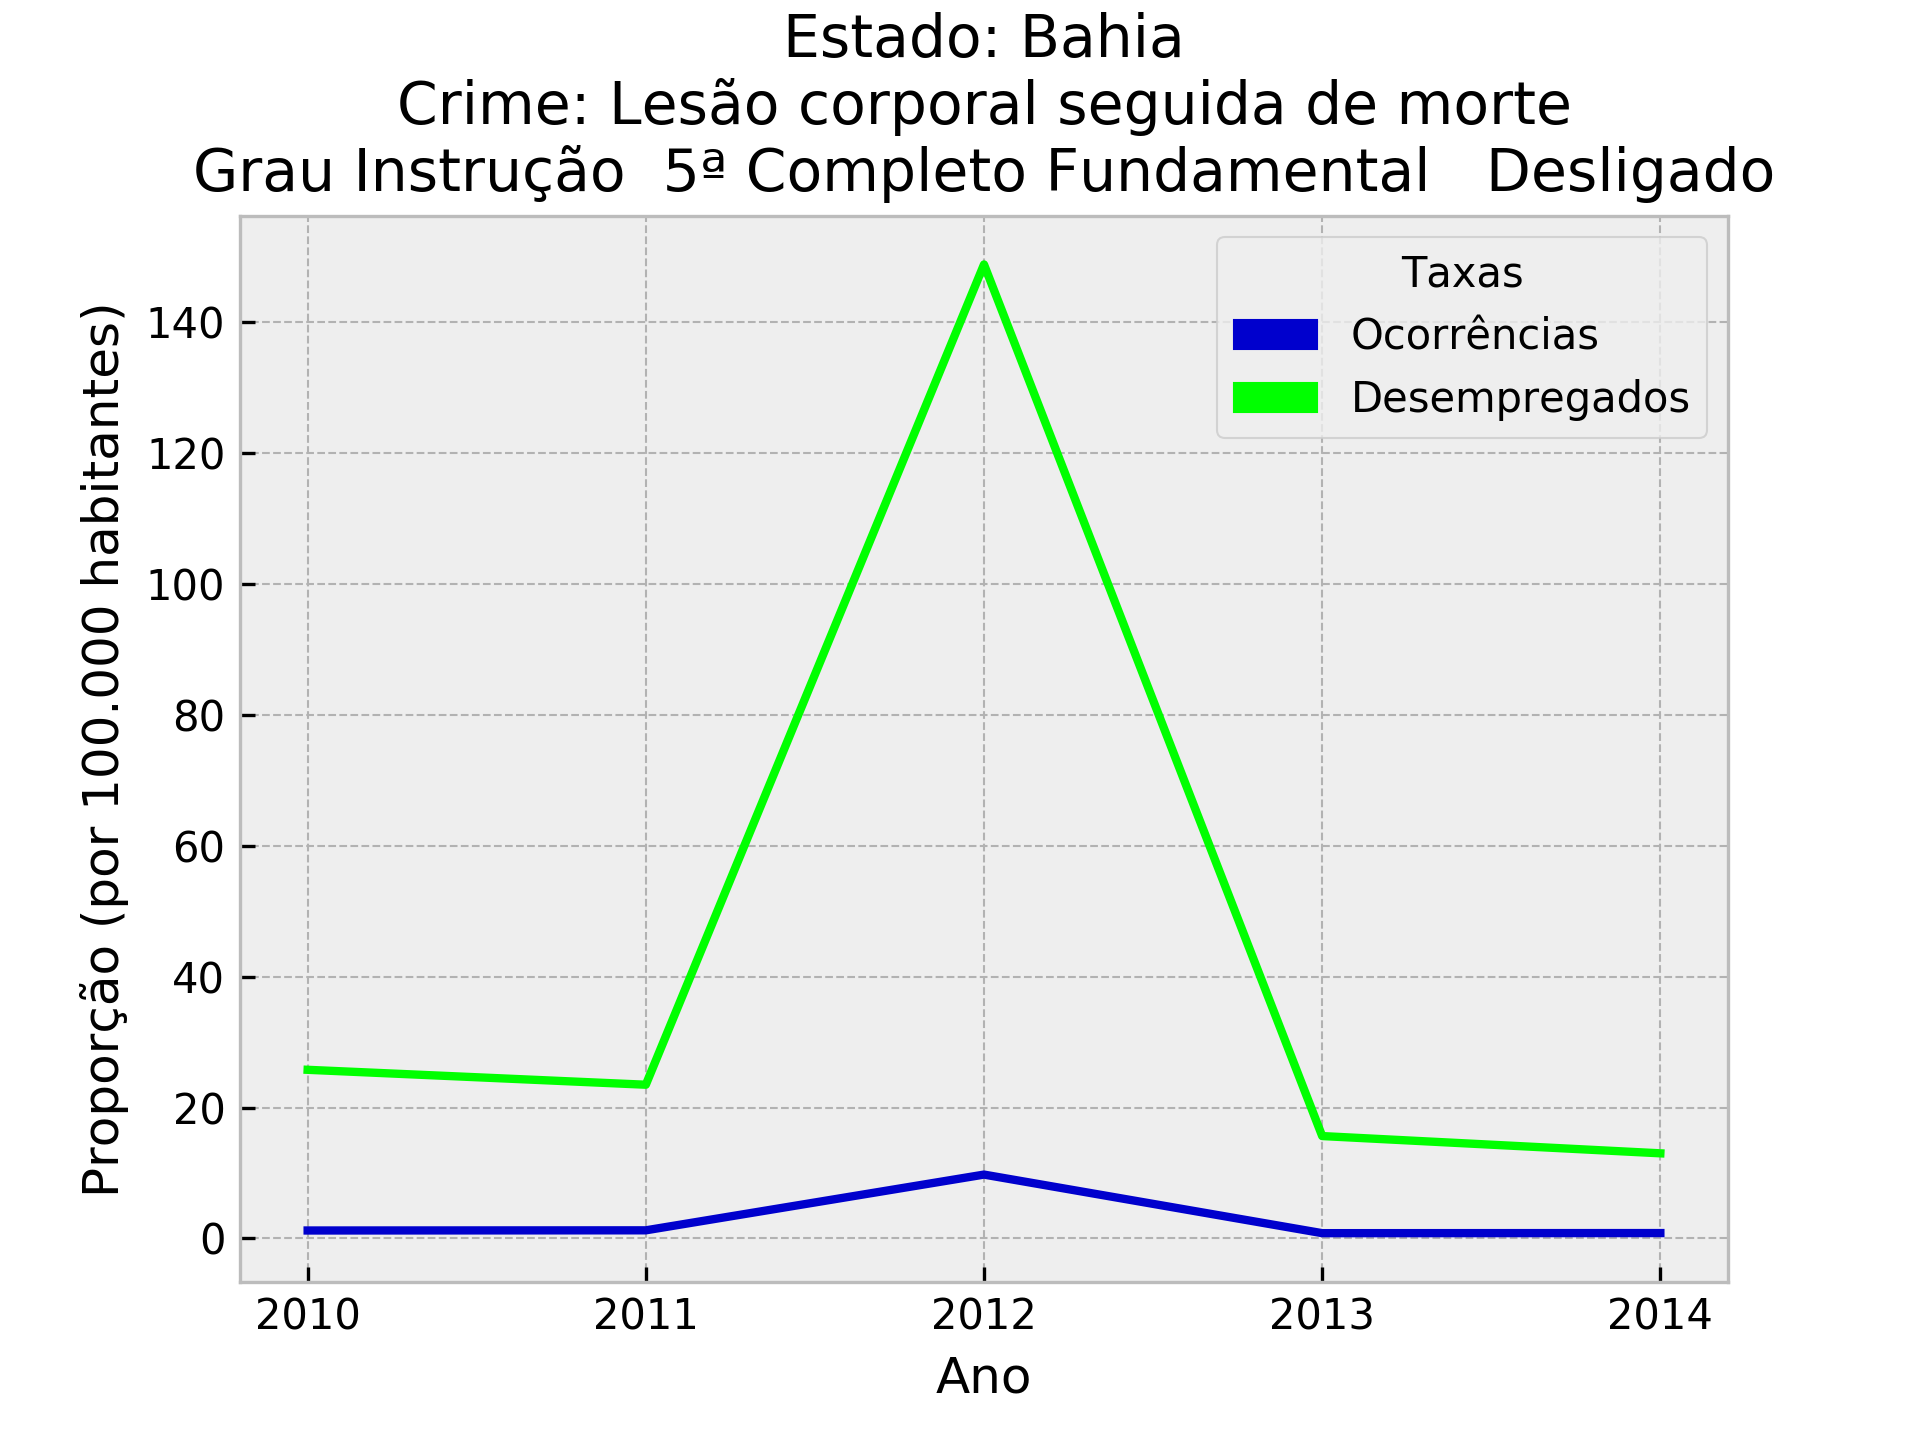 Estado: Bahia
Crime: Lesão corporal seguida de morte
Grau Instrução  5ª Completo Fundamental   Desligado
Proporção (por 100.000 habitantes)
140
120
100
80
60
40
20
0
Taxas
Ocorrências
Desempregados
2010 2011 2012 2013 2014
Ano